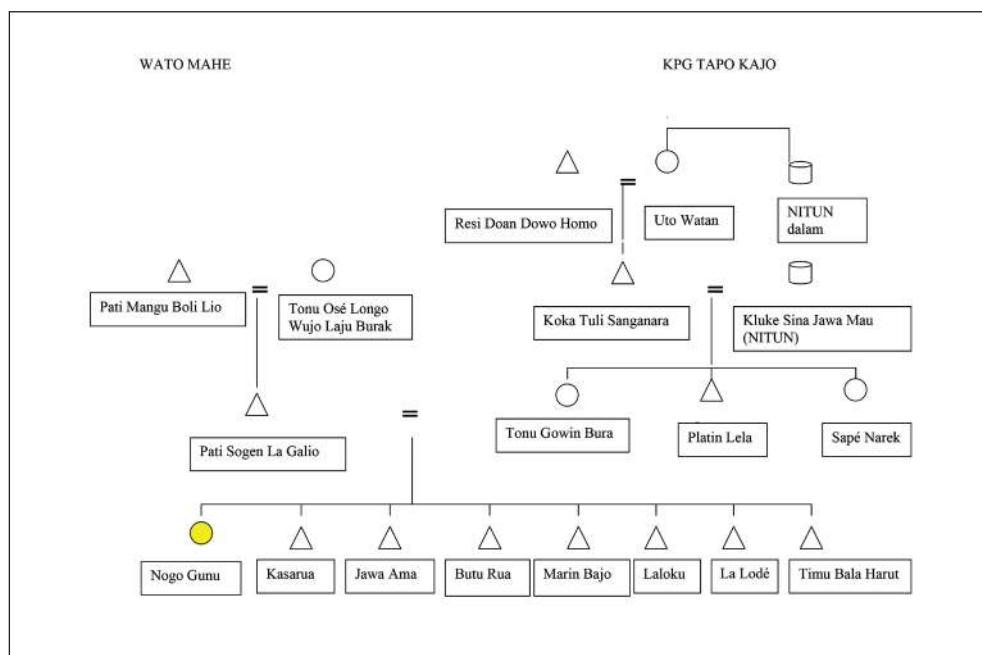 WATO MAHE
KPG TAPO KAJO
Resi Doan Dowo Homo
Uto Watan
NITUN
dalam
Pati Mangu Boli Lio
Tonu Osé Longo
Wujo Laju Burak
Koka Tuli Sanganara
Kluke Sina Jawa Mau
(NITUN)
Tonu Gowin Bura
Platin Lela
Sapé Narek
Pati Sogen La Galio
Nogo Gunu
Kasarua
Jawa Ama
Butu Rua
Marin Bajo
Laloku
La Lodé
Timu Bala Harut